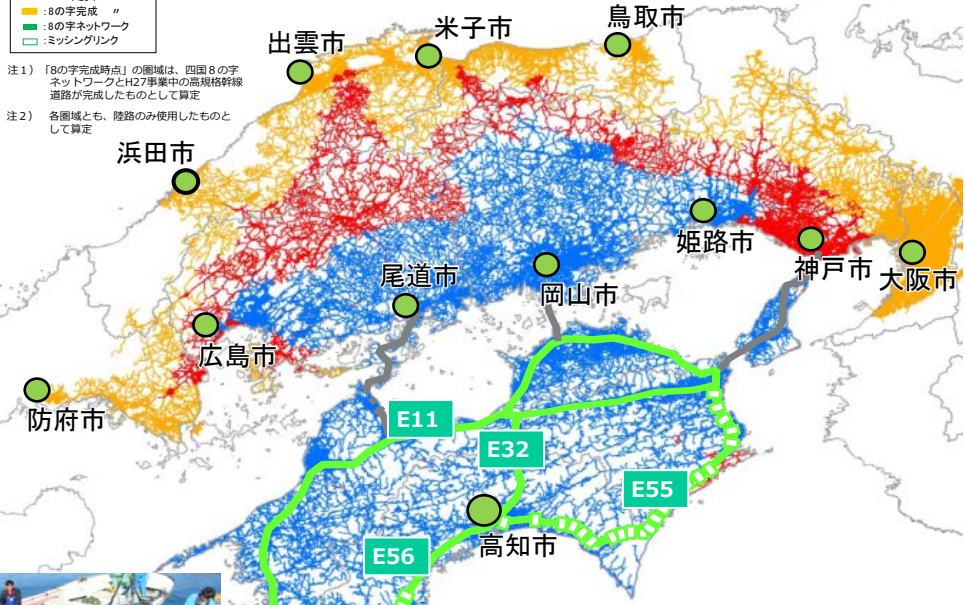 :8の字完成 〃
:8の字ネットワーク
:ミッシングリンク
注1）「8の字完成時点」の圏域は、四国8の字
ネットワークとH27事業中の高規格幹線
道路が完成したものとして算定
注2） 各圏域とも、陸路のみ使用したものと
して算定
鳥取市
米子市
出雲市
浜田市
姫路市
神戸市
大阪市
尾道市
岡山市
広島市
防府市
E11
E32
E55
高知市
E56